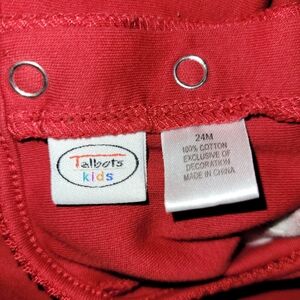 Talbots
kids
24M
100% COTTON
EXCLUSIVE OF
DECORATION
MADE IN CHINA